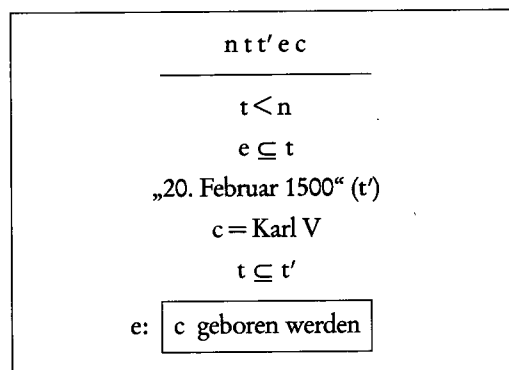 n t t′ e c
t < n
e ⊆ t
„20. Februar 1500“ (t′)
c = Karl V
t ⊆ t′
e: c geboren werden